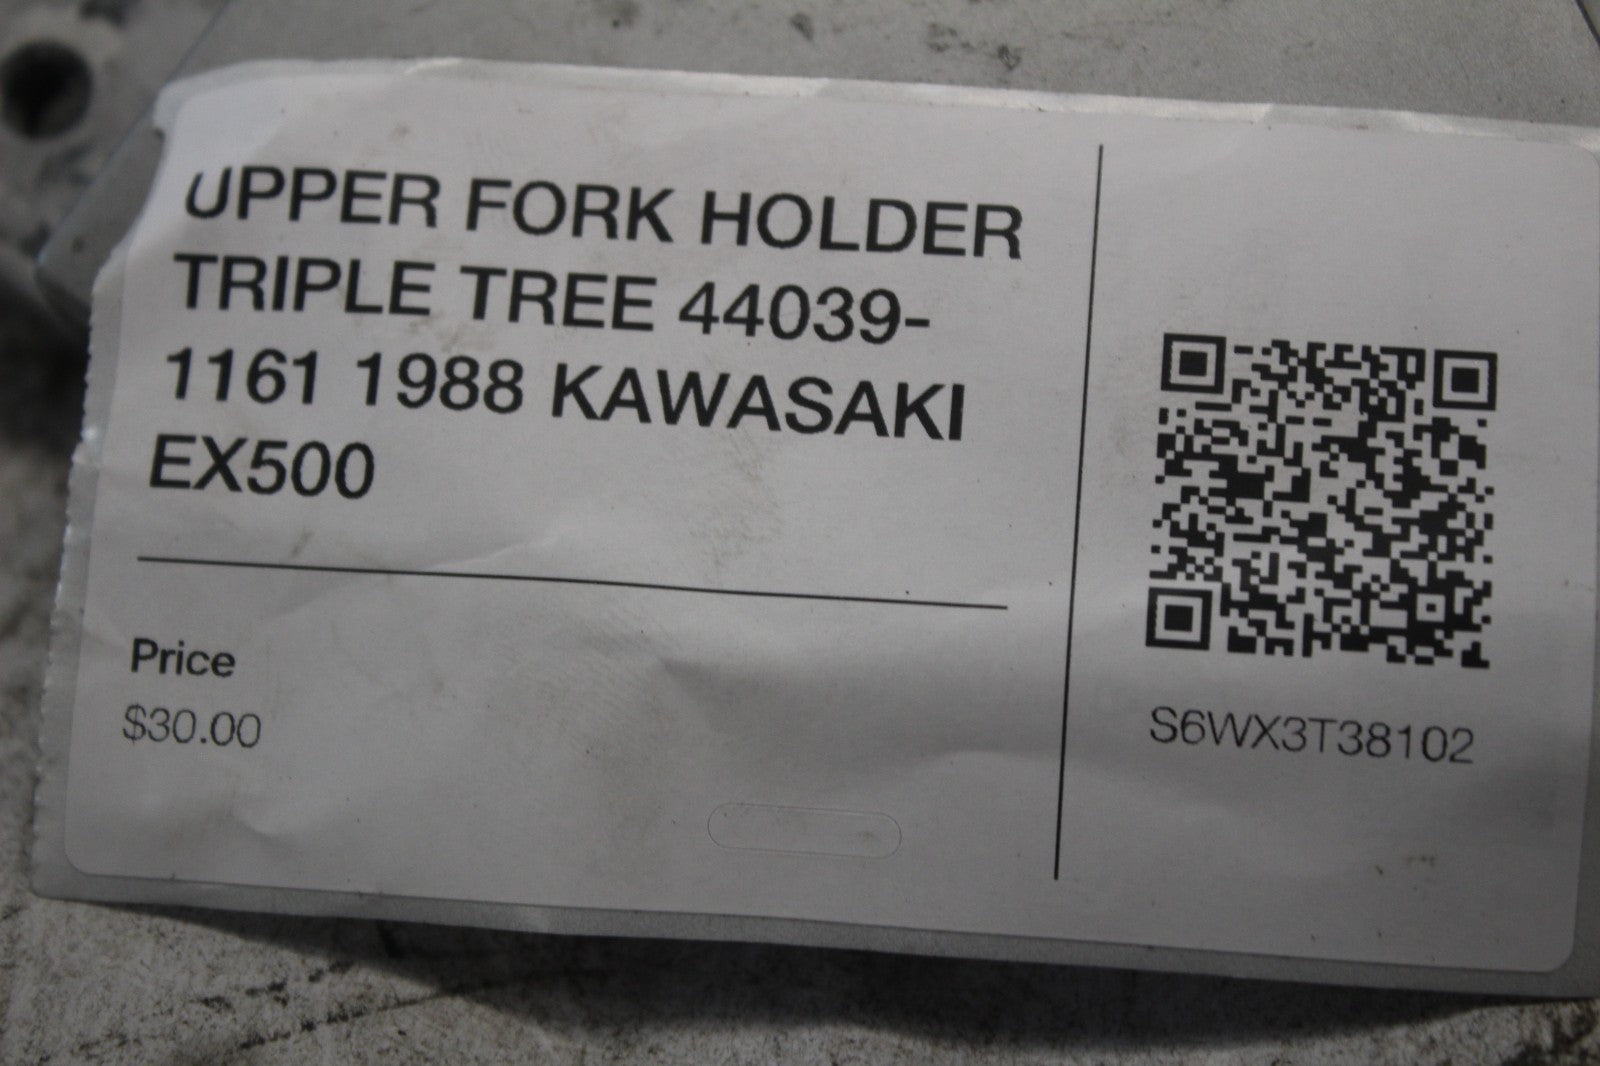 UPPER FORK HOLDER
TRIPLE TREE 44039-
1161 1988 KAWASAKI
EX500
Price
$30.00
S6WX3T38102